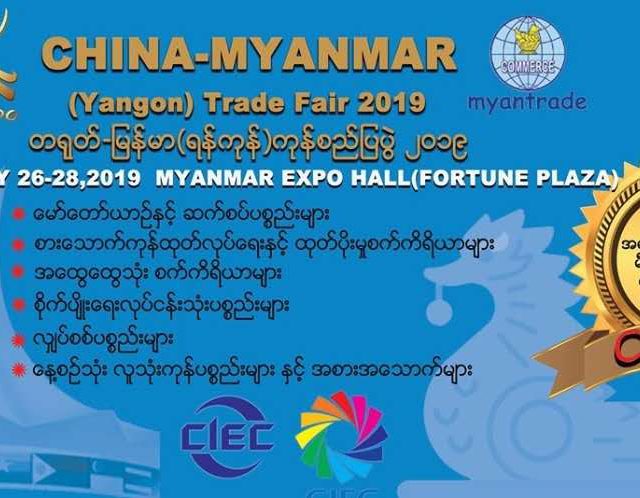 CHINA-MYANMAR
COMMERCE
myantrade
(Yangon) Trade Fair 2019
တရုတ်-မြန်မာ(ရန်ကုန်)ကုန်စည်ပြပွဲ ၂၀၁၉
Y 26-28,2019 MYANMAR EXPO HALL(FORTUNE PLAZA)
မော်တော်ယာဉ်နှင့် ဆက်စပ်ပစ္စည်းများ
စားသောက်ကုန်ထုတ်လုပ်ရေးနှင့် ထုတ်ပိုးမှုစက်ကိရိယာများ
အထွေထွေသုံး စက်ကိရိယာများ
စိုက်ပျိုးရေးလုပ်ငန်းသုံးပစ္စည်းများ
လျှပ်စစ်ပစ္စည်းများ
နေ့စဉ်သုံး လူသုံးကုန်ပစ္စည်းများ နှင့် အစားအသောက်များ
CIEC
CIEC